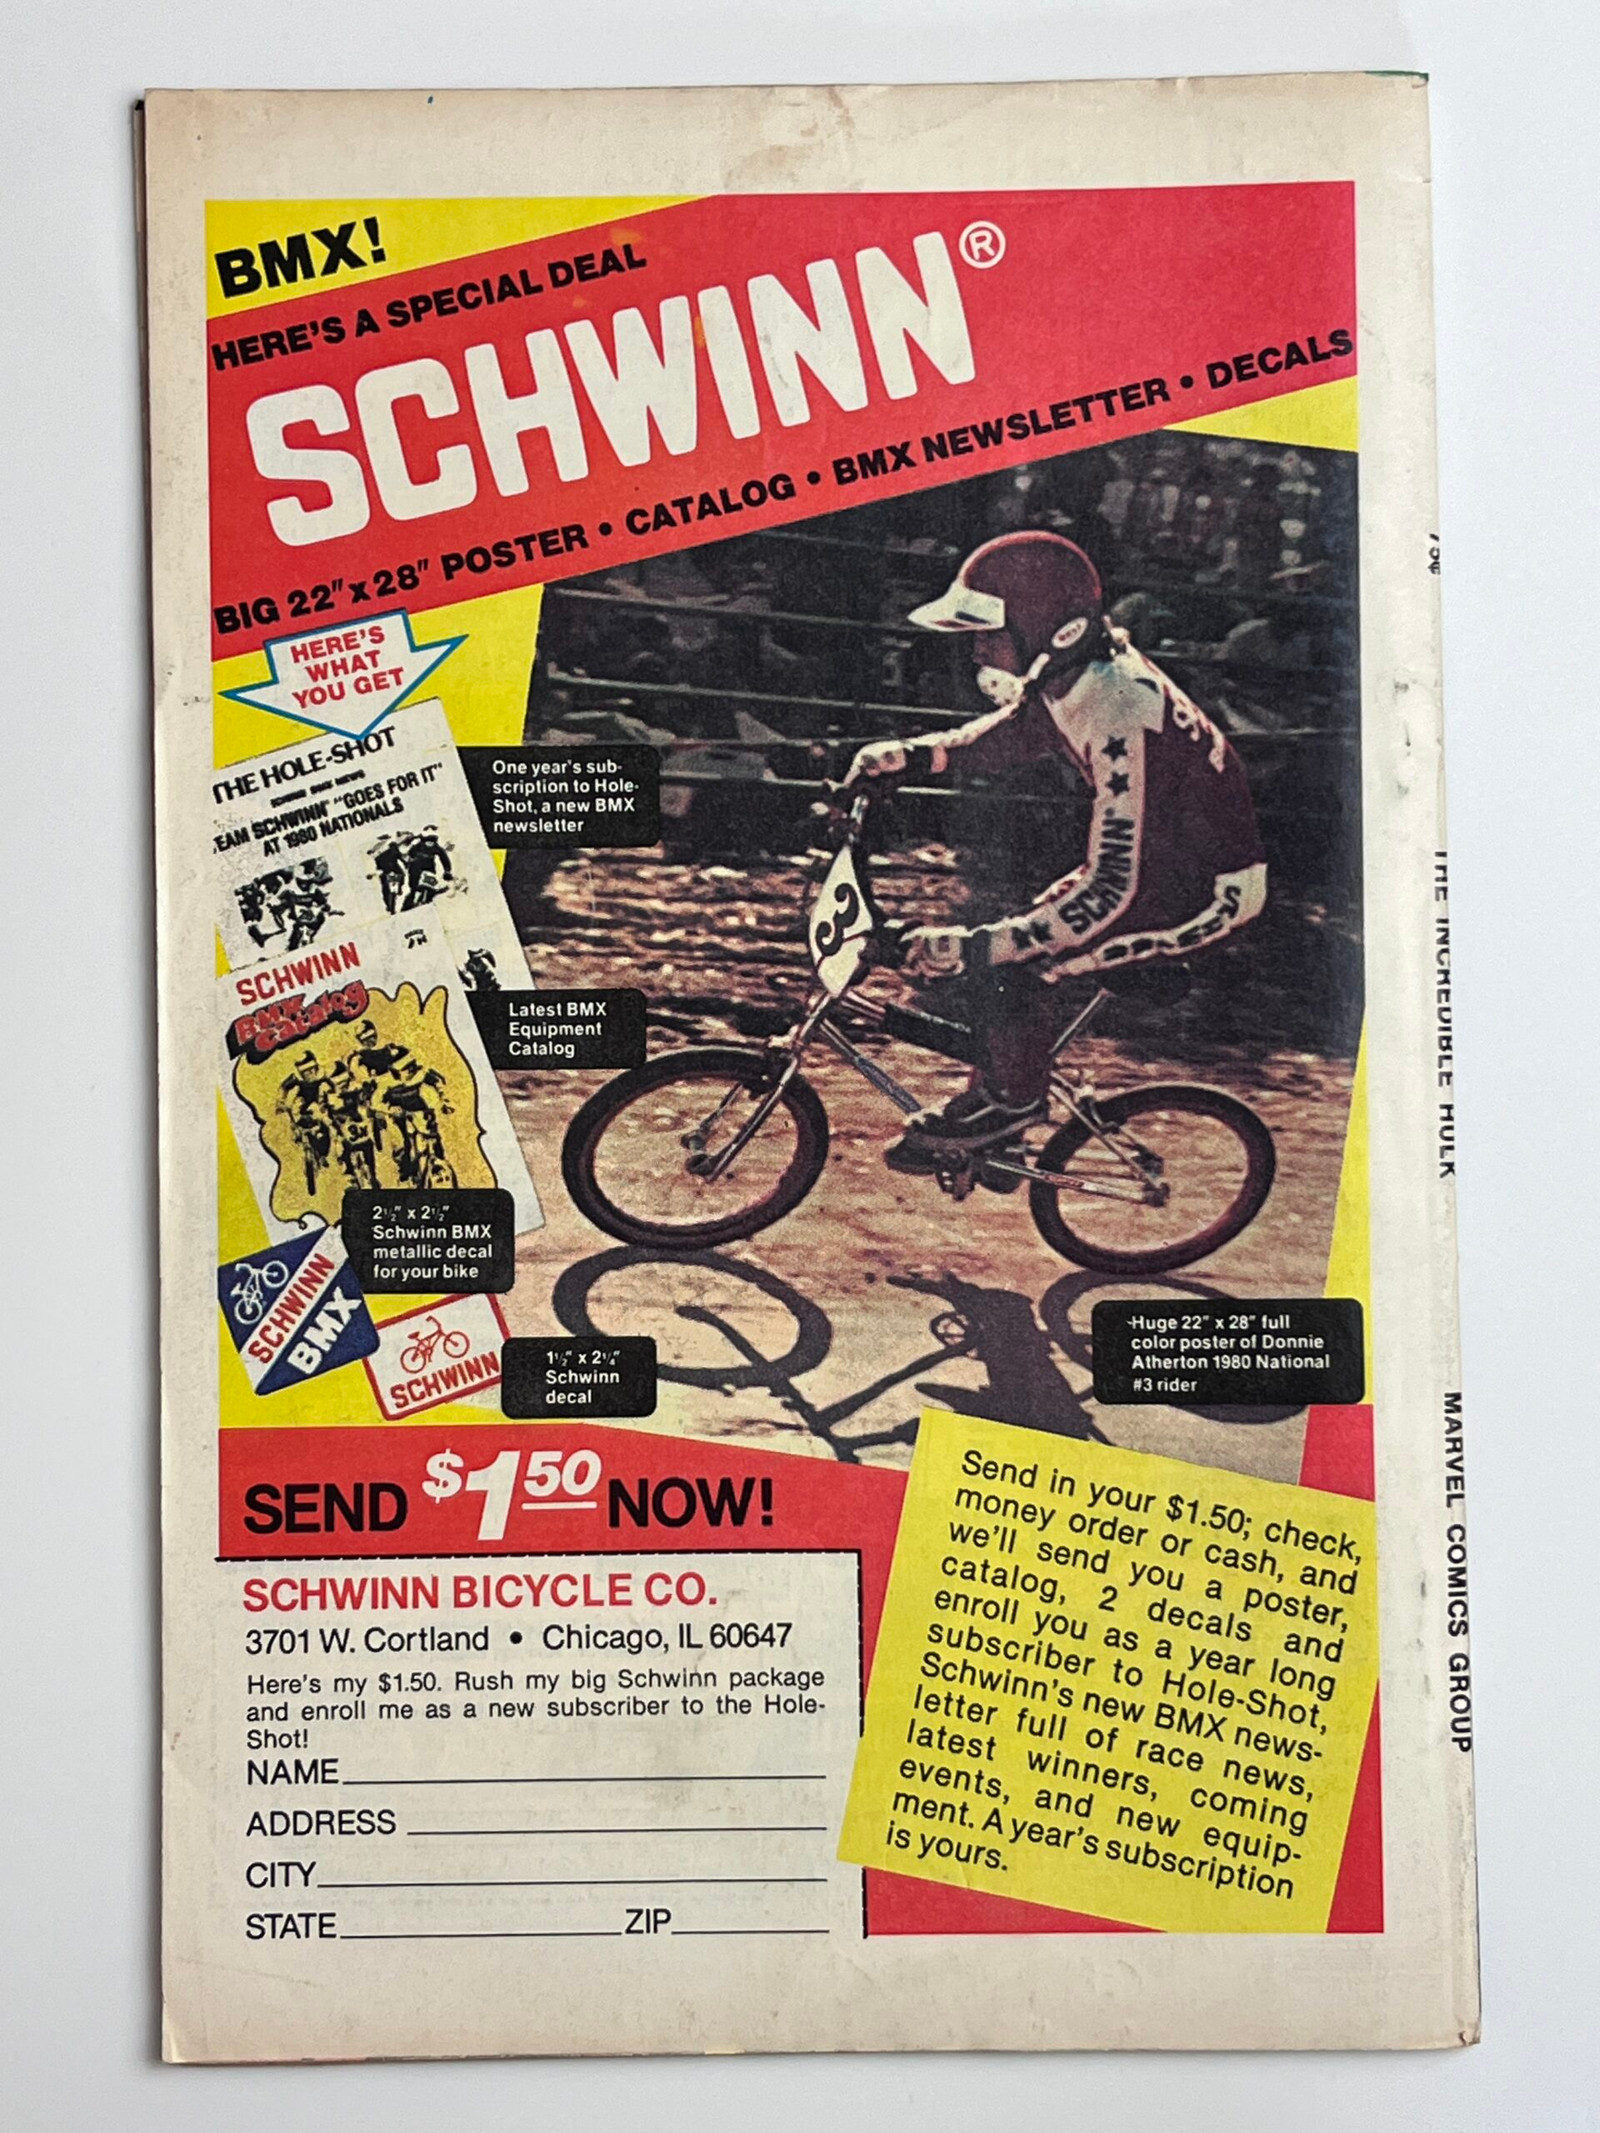 BMX!
HERE'S A SPECIAL DEAL
SCHWINN®
BIG 22" x 28" POSTER • CATALOG • BMX NEWSLETTER • DECALS
HERE'S
WHAT
YOU GET
THE HOLE-SHOT
EAM SCHWINN" "GOES FOR IT"
AT 1980 NATIONALS
One year's sub-
scription to Hole-
Shot, a new BMX
newsletter
SCHWINN
BMX
Catalog
Latest BMX
Equipment
Catalog
2½" x 2½"
Schwinn BMX
metallic decal
for your bike
SCHWINN
BMX
SCHWINN
1½" x 2¼"
Schwinn
decal
BELL
SCHWINN
3
Huge 22" x 28" full
color poster of Donnie
Atherton 1980 National
#3 rider
SEND $1.50 NOW!
SCHWINN BICYCLE CO.
3701 W. Cortland • Chicago, IL 60647
Here's my $1.50. Rush my big Schwinn package
and enroll me as a new subscriber to the Hole-
Shot!
NAME
ADDRESS
CITY
STATE ZIP
Send in your $1.50; check,
money order or cash, and
we'll send you a poster,
catalog, 2 decals and
enroll you as a year long
subscriber to Hole-Shot,
Schwinn's new BMX news-
letter full of race news,
latest winners, coming
events, and new equip-
ment. A year's subscription
is yours.
75¢
THE INCREDIBLE HULK
MARVEL COMICS GROUP